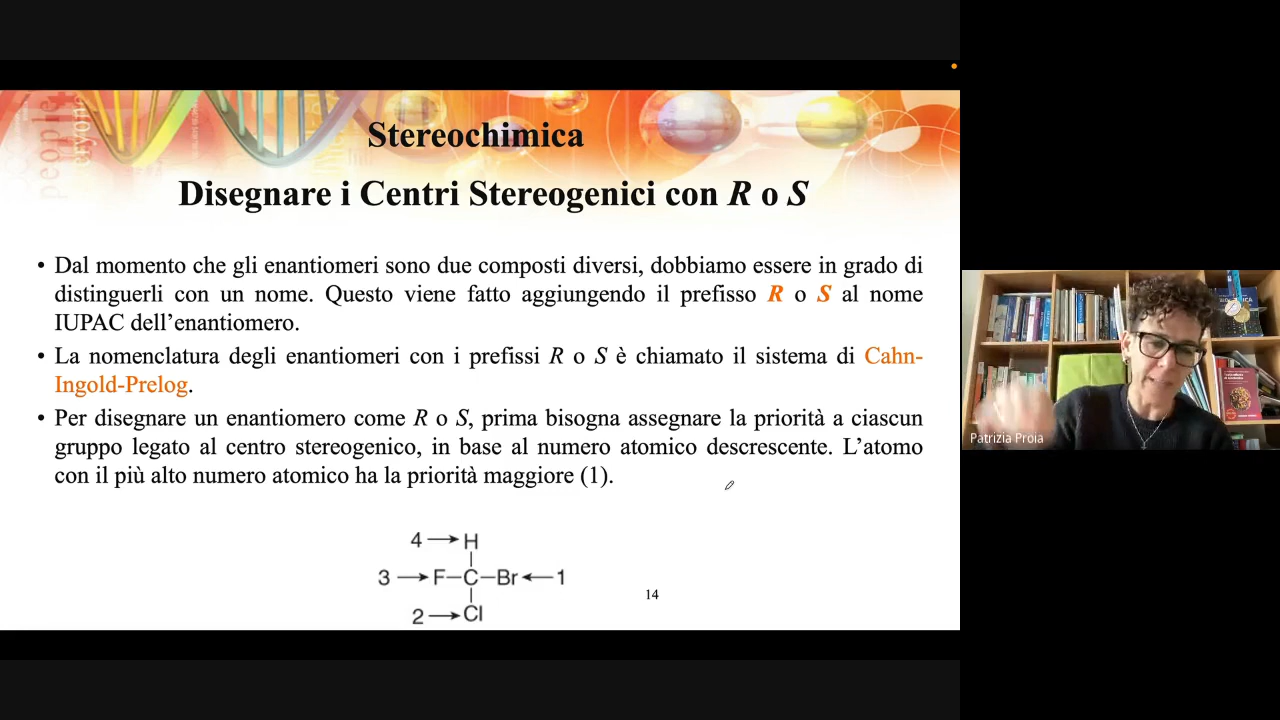 Stereochimica
Disegnare i Centri Stereogenici con R o S
• Dal momento che gli enantiomeri sono due composti diversi, dobbiamo essere in grado di
distinguerli con un nome. Questo viene fatto aggiungendo il prefisso R o S al nome
IUPAC dell’enantiomero.
• La nomenclatura degli enantiomeri con i prefissi R o S è chiamato il sistema di Cahn-
Ingold-Prelog.
• Per disegnare un enantiomero come R o S, prima bisogna assegnare la priorità a ciascun
gruppo legato al centro stereogenico, in base al numero atomico descrescente. L’atomo
con il più alto numero atomico ha la priorità maggiore (1).
4 → H
3 → F–C–Br ← 1
2 → Cl
14
people
Patrizia Proia